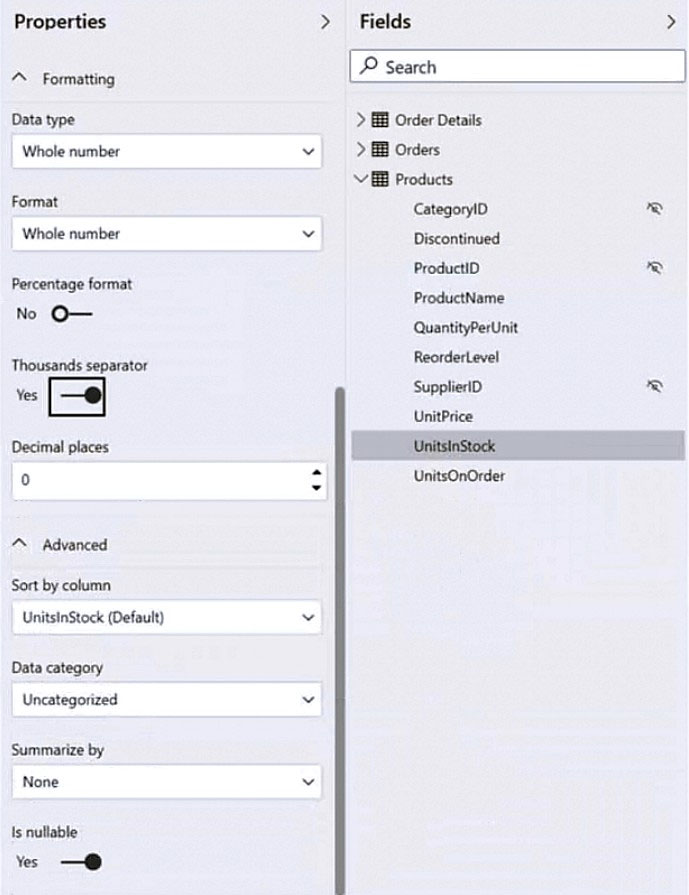 Properties
Formatting
Data type
Whole number
Format
Whole number
Percentage format
No
Thousands separator
Yes
Decimal places
0
Advanced
Sort by column
UnitsInStock (Default)
Data category
Uncategorized
Summarize by
None
Is nullable
Yes
Fields
Search
Order Details
Orders
Products
CategoryID
Discontinued
ProductID
ProductName
QuantityPerUnit
ReorderLevel
SupplierID
UnitPrice
UnitsInStock
UnitsOnOrder